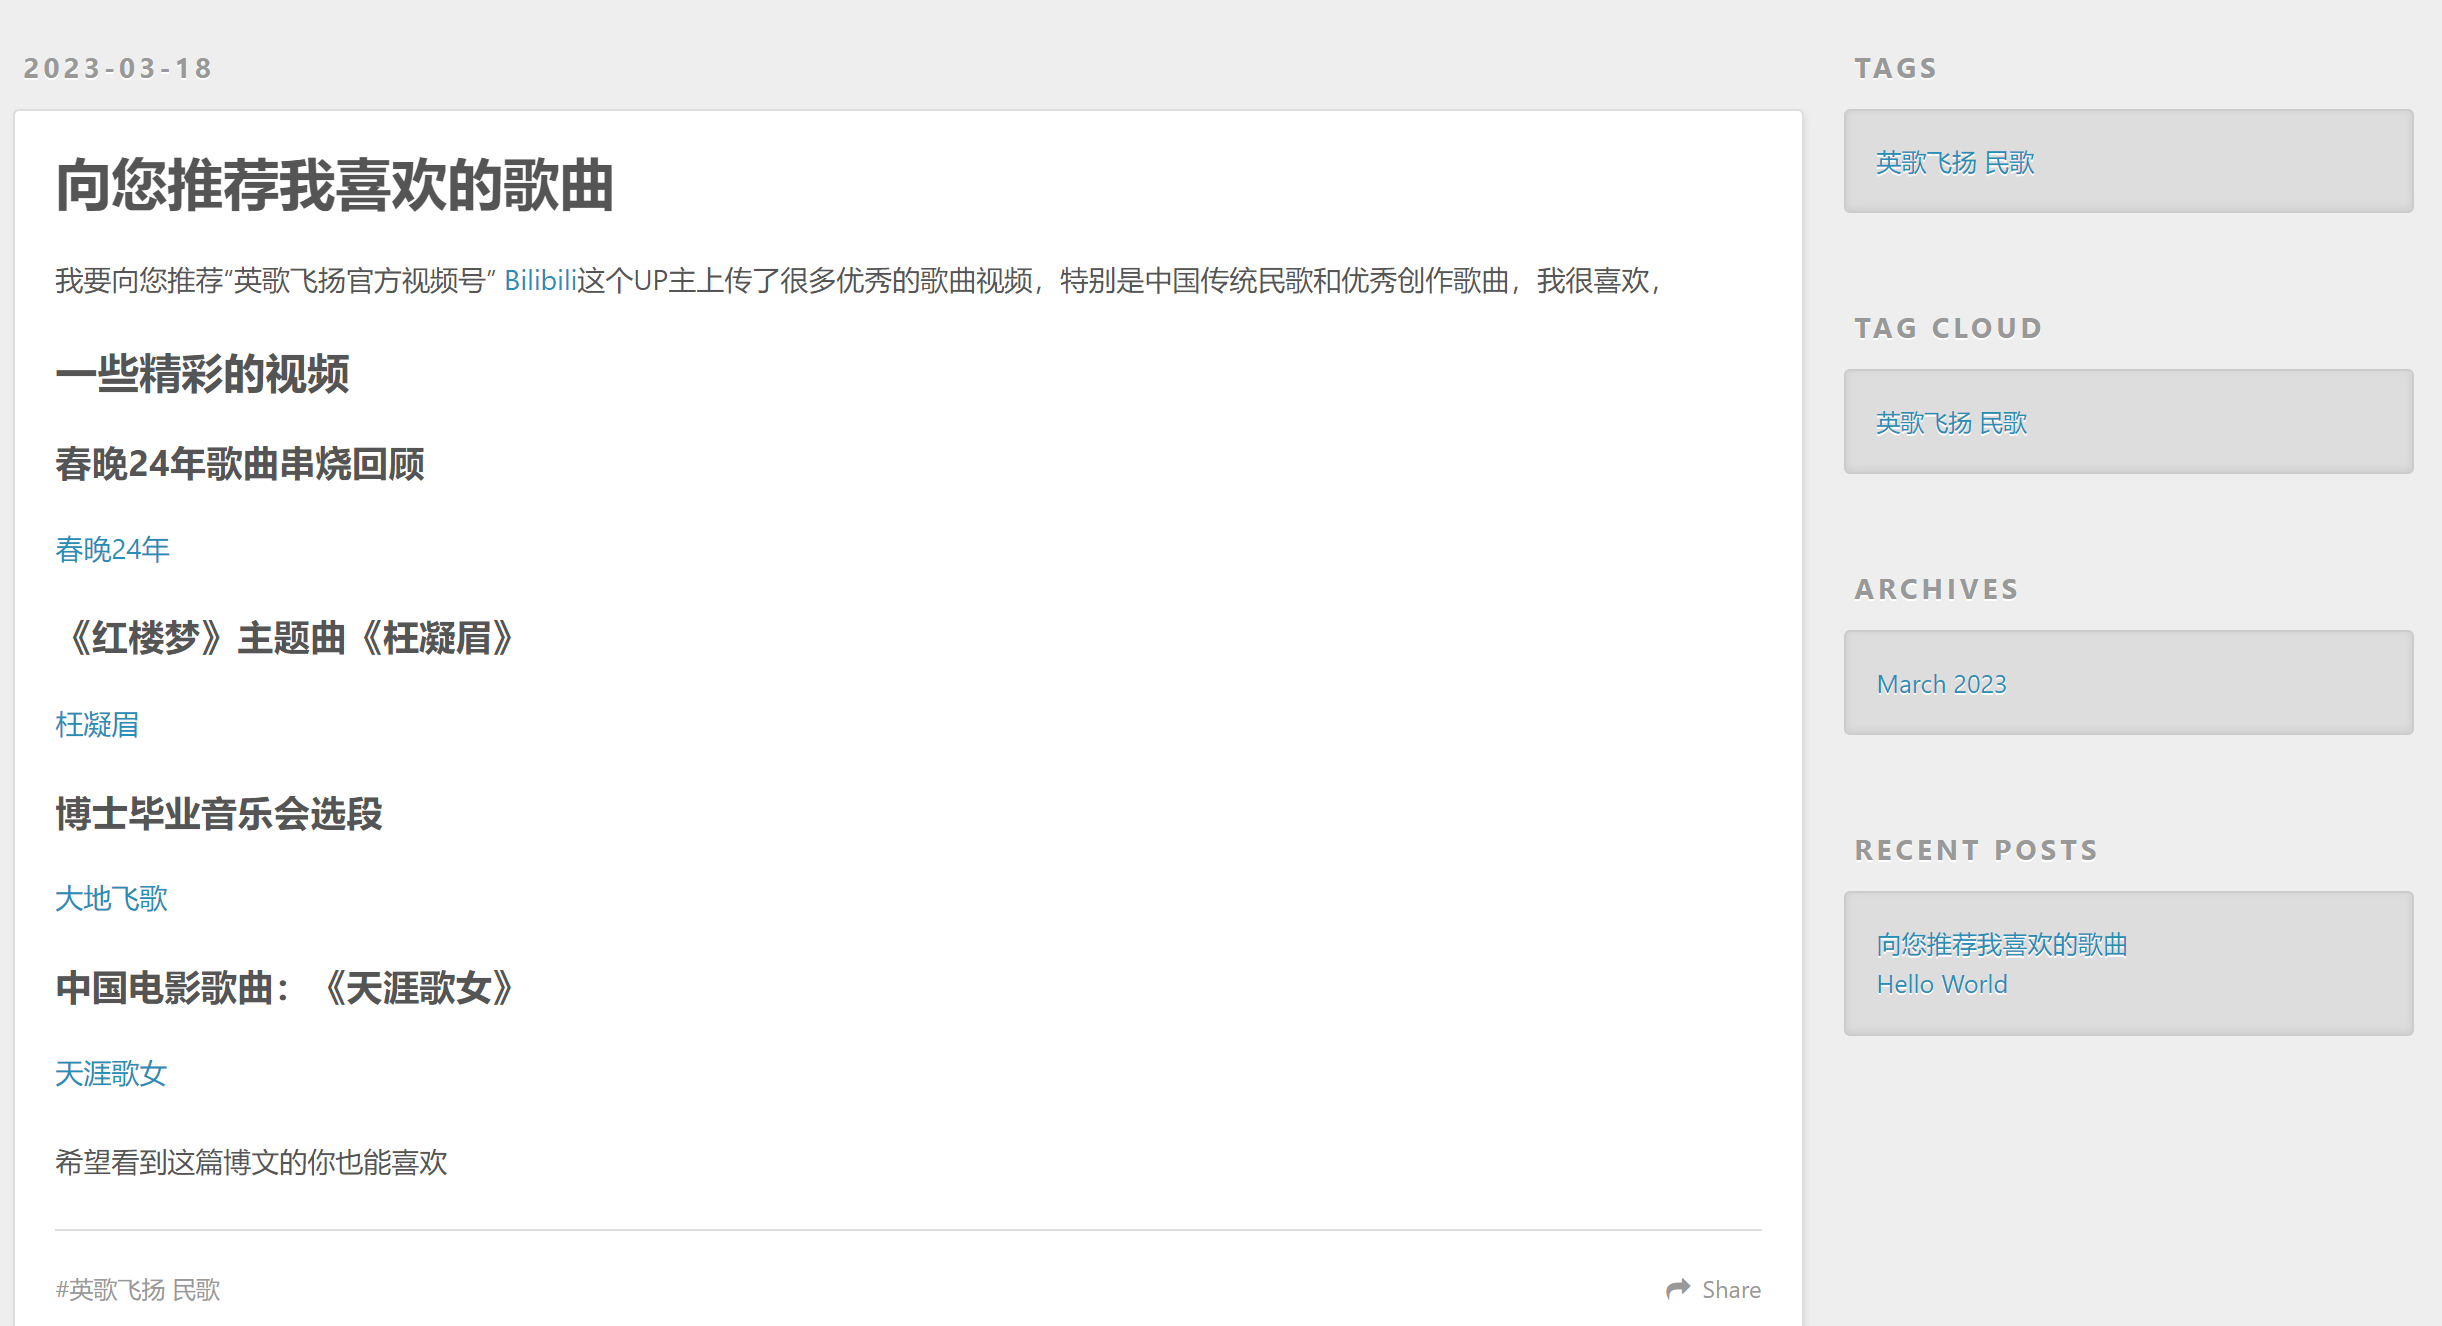 2023-03-18
向您推荐我喜欢的歌曲
我要向您推荐“英歌飞扬官方视频号” Bilibili这个UP主上传了很多优秀的歌曲视频，特别是中国传统民歌和优秀创作歌曲，我很喜欢，
一些精彩的视频
春晚24年歌曲串烧回顾
春晚24年
《红楼梦》主题曲《枉凝眉》
枉凝眉
博士毕业音乐会选段
大地飞歌
中国电影歌曲：《天涯歌女》
天涯歌女
希望看到这篇博文的你也能喜欢
#英歌飞扬 民歌
Share
TAGS
英歌飞扬 民歌
TAG CLOUD
英歌飞扬 民歌
ARCHIVES
March 2023
RECENT POSTS
向您推荐我喜欢的歌曲
Hello World